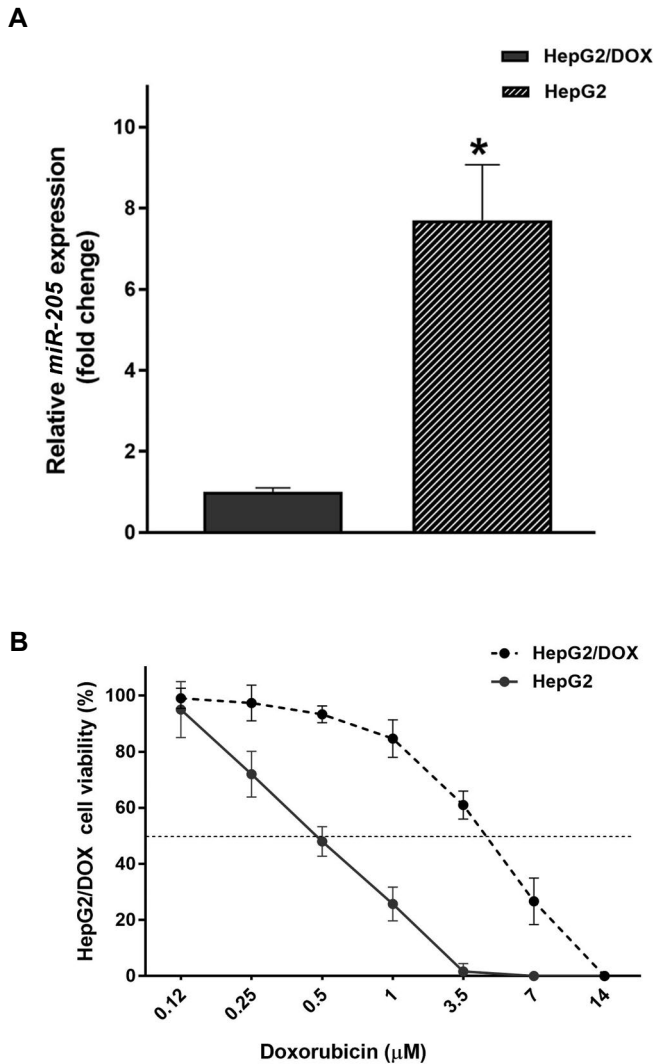 A
HepG2/DOX
HepG2
Relative miR-205 expression
(fold chenge)
10
8
6
4
2
0
*
B
HepG2/DOX
HepG2
HepG2/DOX cell viability (%)
100
80
60
40
20
0
0.12 0.25 0.5 1 3.5 7 14
Doxorubicin (μM)